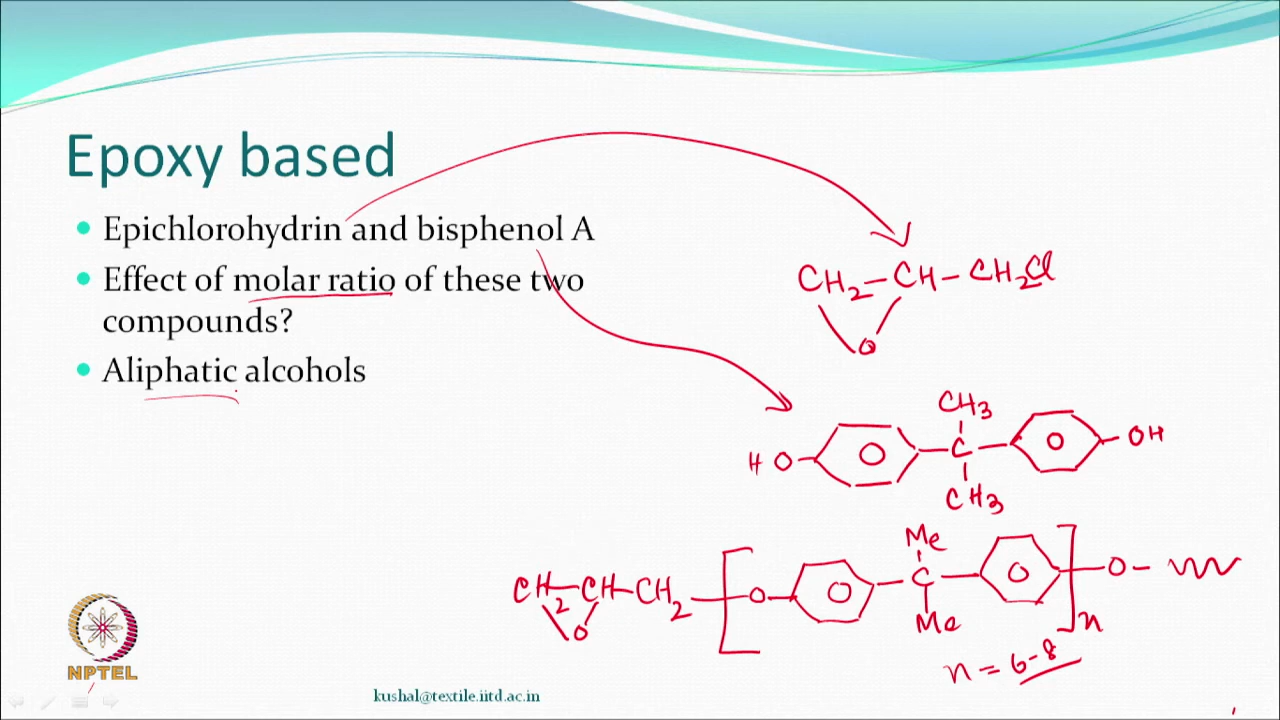 Epoxy based
Epichlorohydrin and bisphenol A
Effect of molar ratio of these two
compounds?
Aliphatic alcohols
CH2-CH-CH2Cl
O
CH3
HO C OH
CH3
Me
CH2-CH-CH2 [O C ]n O
O
Me
n = 6-8
NPTEL
kushal@textile.iitd.ac.in